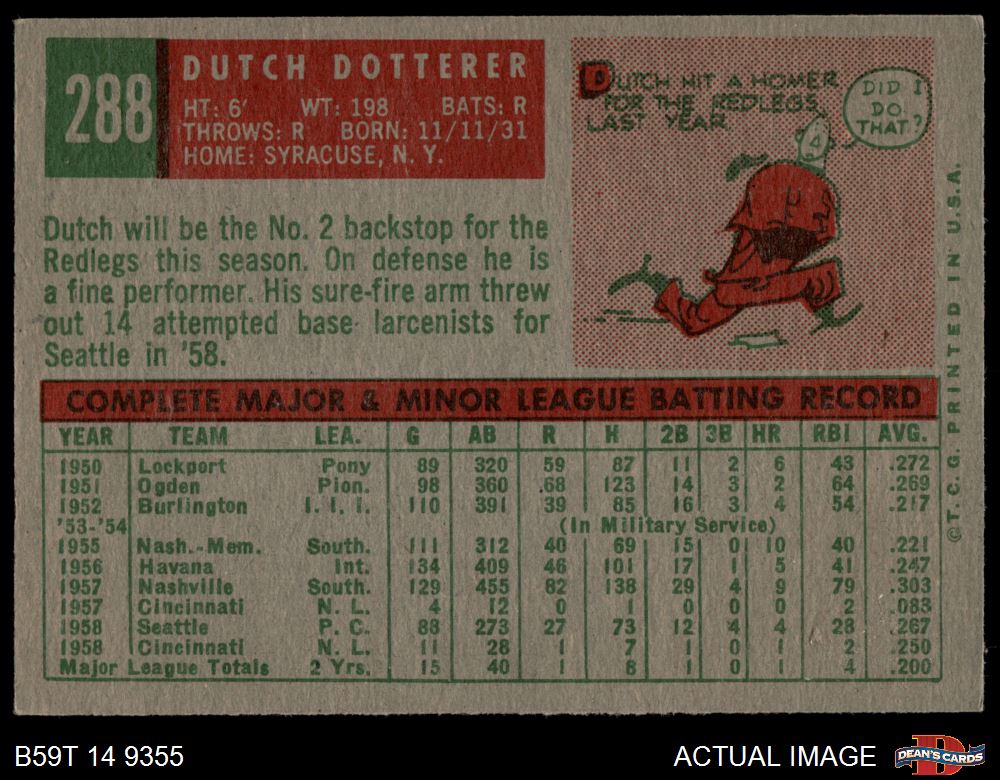 288
DUTCH DOTTERER
HT: 6' WT: 198 BATS: R
THROWS: R BORN: 11/11/31
HOME: SYRACUSE, N. Y.
DUTCH HIT A HOMER
FOR THE REDLEGS
LAST YEAR
DID I
DO
THAT?
4
Dutch will be the No. 2 backstop for the
Redlegs this season. On defense he is
a fine performer. His sure-fire arm threw
out 14 attempted base larcenists for
Seattle in '58.
COMPLETE MAJOR & MINOR LEAGUE BATTING RECORD
YEAR TEAM LEA. G AB R H 2B 3B HR RBI AVG.
1950 Lockport Pony 89 320 59 87 11 2 6 43 .272
1951 Ogden Pion. 98 360 .68 123 14 3 2 64 .269
1952 Burlington I. I. I. 110 391 39 85 16 3 4 54 .217
'53-'54 (In Military Service)
1955 Nash.-Mem. South. 111 312 40 69 15 0 10 40 .221
1956 Havana Int. 134 409 46 101 17 1 5 41 .247
1957 Nashville South. 129 455 82 138 29 4 9 79 .303
1957 Cincinnati N. L. 4 12 0 1 0 0 0 2 .083
1958 Seattle P. C. 88 273 27 73 12 4 4 28 .267
1958 Cincinnati N. L. 11 28 1 7 1 0 1 2 .250
Major League Totals 2 Yrs. 15 40 1 8 1 0 1 4 .200
©T. C. G. PRINTED IN U.S.A.
B59T 14 9355
ACTUAL IMAGE
D
DEAN'S CARDS